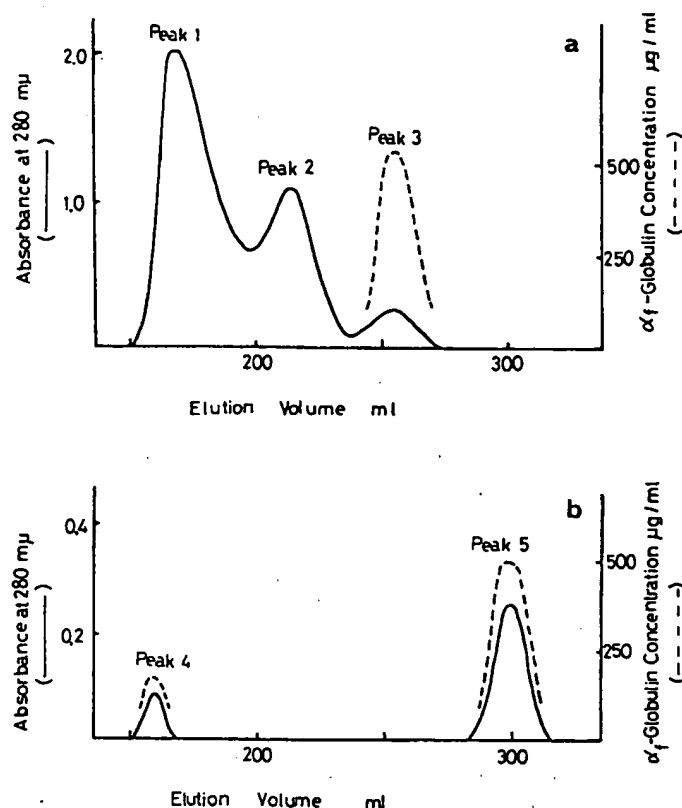 Peak 1
a
2.0
Peak 3
Peak 2
500
1.0
250
Absorbance at 280 mµ
(——)
αf-Globulin Concentration µg/ml
(-----)
200
300
Elution Volume ml
b
0,4
Peak 5
500
0,2
Peak 4
250
Absorbance at 280 mµ
(——)
αf-Globulin Concentration µg/ml
(-----)
200
300
Elution Volume ml